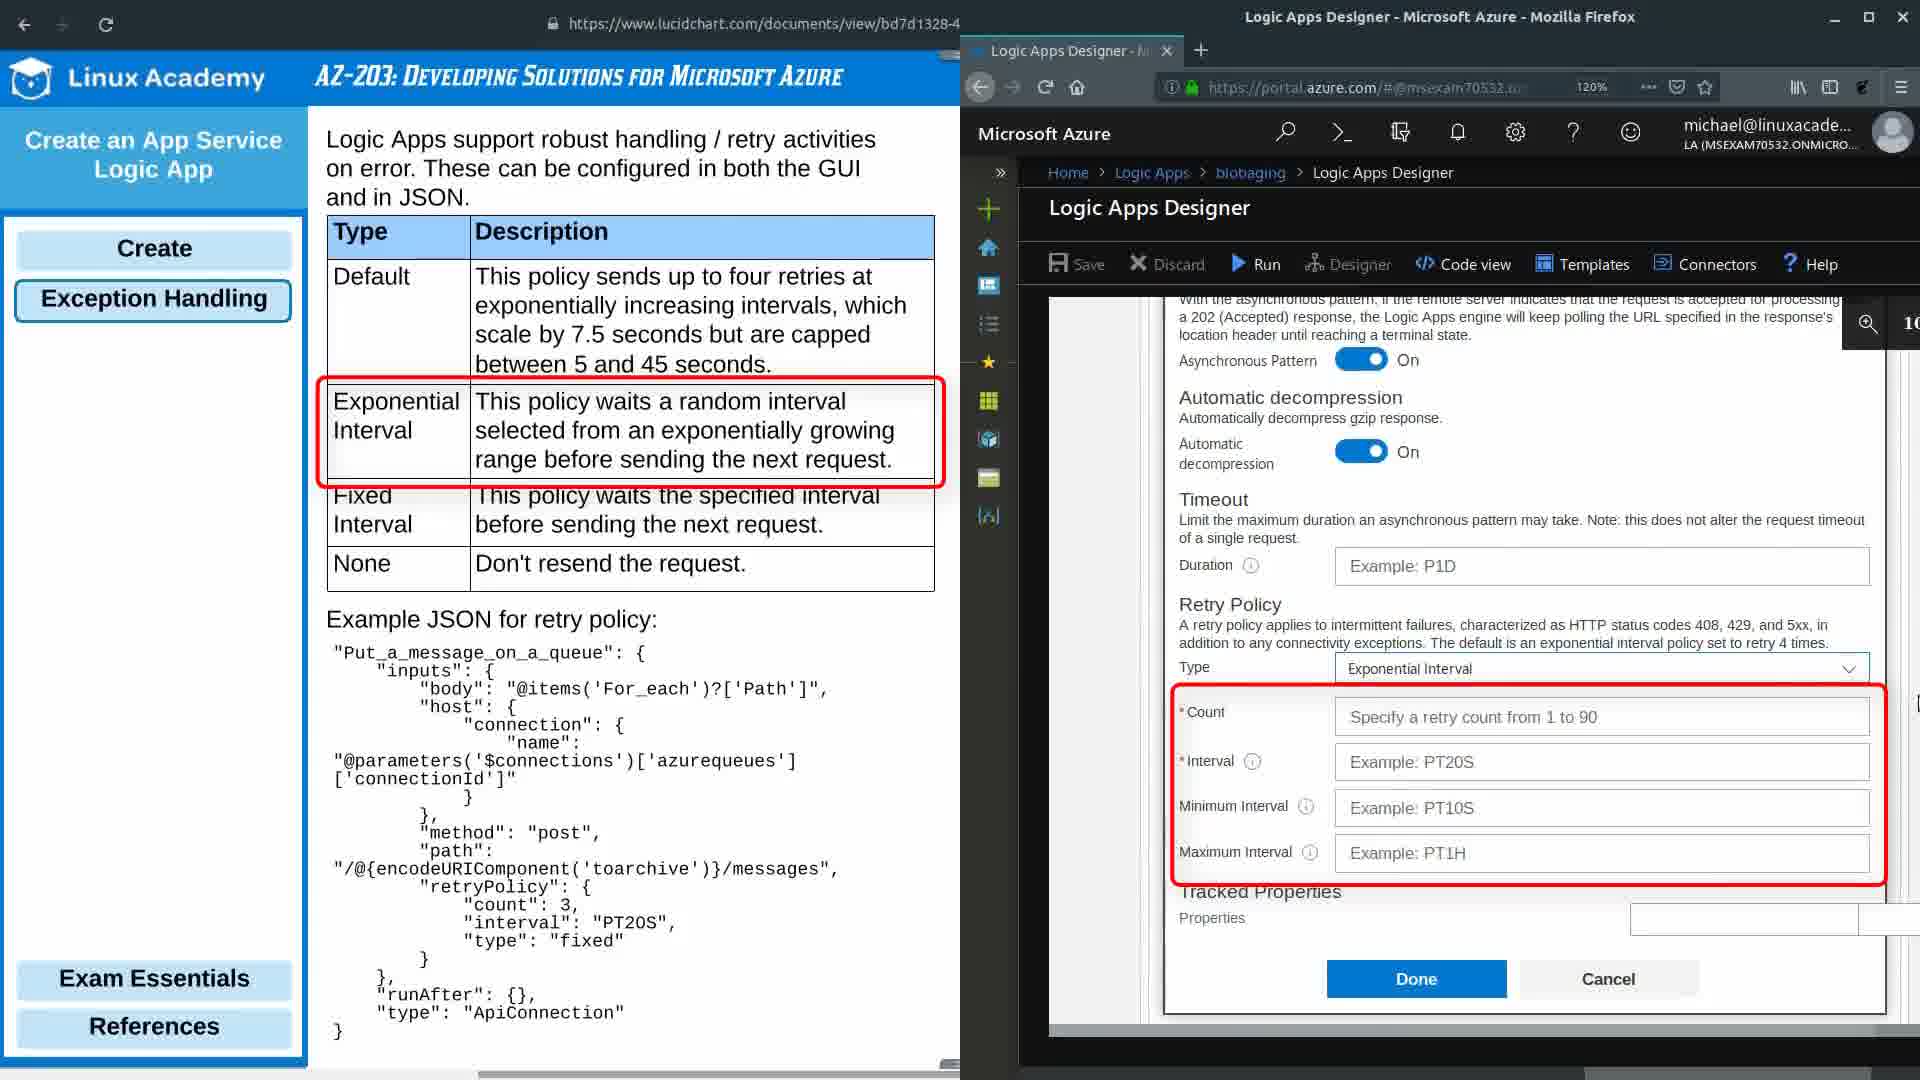 https://www.lucidchart.com/documents/view/bd7d1328-4
Linux Academy
AZ-203: Developing Solutions for Microsoft Azure
Create an App Service
Logic App
Create
Exception Handling
Exam Essentials
References
Logic Apps support robust handling / retry activities
on error. These can be configured in both the GUI
and in JSON.
Type Description
Default This policy sends up to four retries at
exponentially increasing intervals, which
scale by 7.5 seconds but are capped
between 5 and 45 seconds.
Exponential This policy waits a random interval
Interval selected from an exponentially growing
range before sending the next request.
Fixed This policy waits the specified interval
Interval before sending the next request.
None Don't resend the request.
Example JSON for retry policy:
"Put_a_message_on_a_queue": {
"inputs": {
"body": "@items('For_each')?['Path']",
"host": {
"connection": {
"name":
"@parameters('$connections')['azurequeues']
['connectionId']"
}
},
"method": "post",
"path":
"/@{encodeURIComponent('toarchive')}/messages",
"retryPolicy": {
"count": 3,
"interval": "PT2OS",
"type": "fixed"
}
},
"runAfter": {},
"type": "ApiConnection"
}
Logic Apps Designer - Microsoft Azure - Mozilla Firefox
Logic Apps Designer - M
https://portal.azure.com/#@msexam70532.o
120%
Microsoft Azure
michael@linuxacade...
LA (MSEXAM70532.ONMICRO...
Home > Logic Apps > blobaging > Logic Apps Designer
Logic Apps Designer
Save Discard Run Designer Code view Templates Connectors Help
With the asynchronous pattern, if the remote server indicates that the request is accepted for processing
a 202 (Accepted) response, the Logic Apps engine will keep polling the URL specified in the response's
location header until reaching a terminal state.
10
Asynchronous Pattern On
Automatic decompression
Automatically decompress gzip response.
Automatic
decompression On
Timeout
Limit the maximum duration an asynchronous pattern may take. Note: this does not alter the request timeout
of a single request.
Duration Example: P1D
Retry Policy
A retry policy applies to intermittent failures, characterized as HTTP status codes 408, 429, and 5xx, in
addition to any connectivity exceptions. The default is an exponential interval policy set to retry 4 times.
Type Exponential Interval
* Count Specify a retry count from 1 to 90
* Interval Example: PT20S
Minimum Interval Example: PT10S
Maximum Interval Example: PT1H
Tracked Properties
Properties
Done Cancel